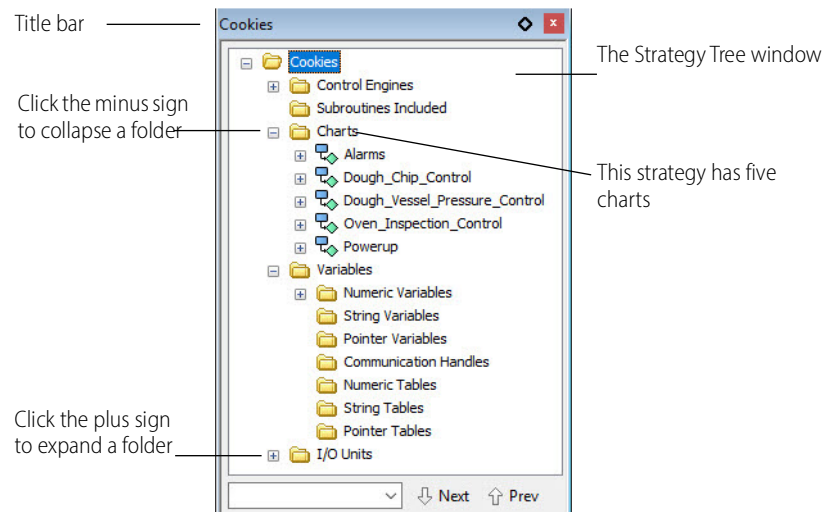 Title bar
Cookies
The Strategy Tree window
Cookies
Control Engines
Subroutines Included
Click the minus sign
to collapse a folder
Charts
Alarms
Dough_Chip_Control
Dough_Vessel_Pressure_Control
Oven_Inspection_Control
Powerup
This strategy has five
charts
Variables
Numeric Variables
String Variables
Pointer Variables
Communication Handles
Numeric Tables
String Tables
Pointer Tables
Click the plus sign
to expand a folder
I/O Units
Next Prev